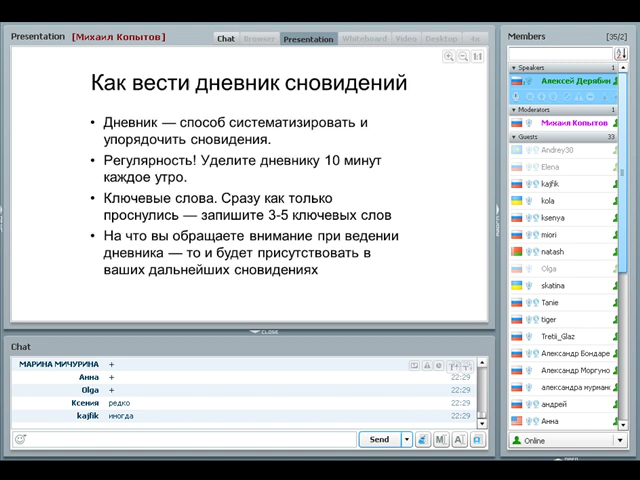 Presentation [Михаил Копытов]
Chat Browser Presentation Whiteboard Video Desktop
1:1
Как вести дневник сновидений
• Дневник — способ систематизировать и
упорядочить сновидения.
• Регулярность! Уделите дневнику 10 минут
каждое утро.
• Ключевые слова. Сразу как только
проснулись — запишите 3-5 ключевых слов
• На что вы обращаете внимание при ведении
дневника — то и будет присутствовать в
ваших дальнейших сновидениях
CLOSE
Chat
МАРИНА МИЧУРИНА +
Анна + 22:29
Olga + 22:29
Ксения редко 22:29
kajfik иногда 22:29
Send
Members [35/2]
Speakers 1
Алексей Дерябин
Moderators 1
Михаил Копытов
Guests 33
Andrey30
Elena
kajfik
kola
ksenya
miori
natash
Olga
skatina
Tanie
tiger
Tretii_Glaz
Александр Бондаре
Александр Моргуно
александра мурман
андрей
Анна
Online